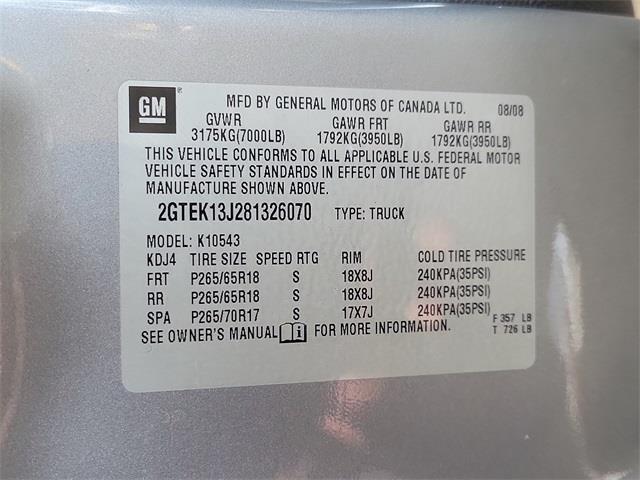 GM ®
MFD BY GENERAL MOTORS OF CANADA LTD. 08/08
GVWR GAWR FRT GAWR RR
3175KG(7000LB) 1792KG(3950LB) 1792KG(3950LB)
THIS VEHICLE CONFORMS TO ALL APPLICABLE U.S. FEDERAL MOTOR
VEHICLE SAFETY STANDARDS IN EFFECT ON THE DATE OF
MANUFACTURE SHOWN ABOVE.
2GTEK13J281326070 TYPE: TRUCK
MODEL: K10543
KDJ4 TIRE SIZE SPEED RTG RIM COLD TIRE PRESSURE
FRT P265/65R18 S 18X8J 240KPA(35PSI)
RR P265/65R18 S 18X8J 240KPA(35PSI)
SPA P265/70R17 S 17X7J 240KPA(35PSI)
F 357 LB
SEE OWNER'S MANUAL i FOR MORE INFORMATION. T 726 LB